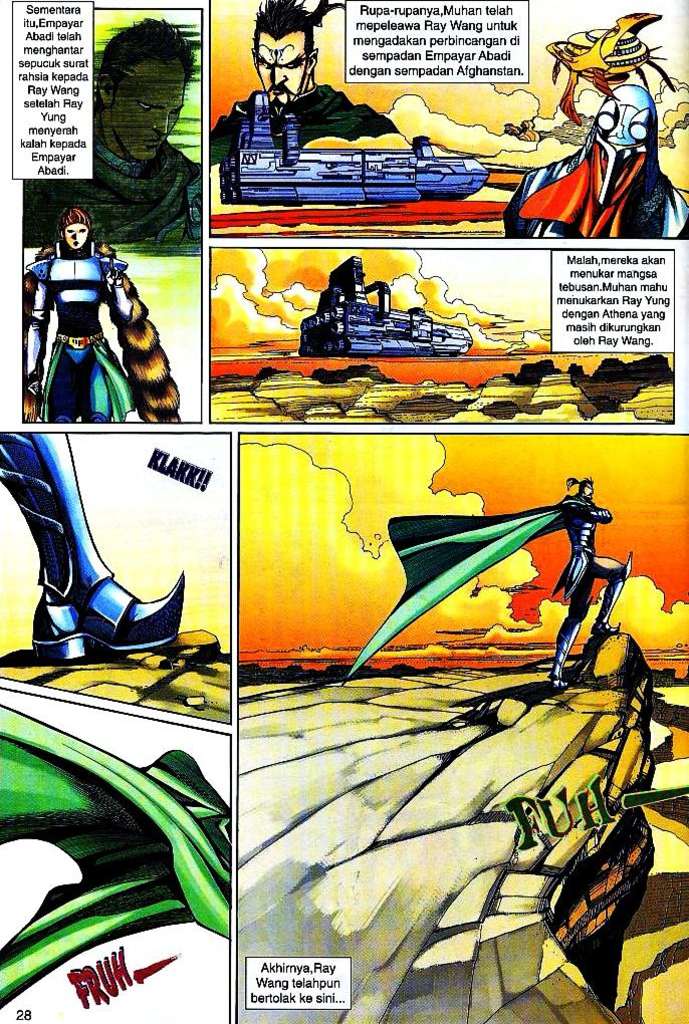 Sementara
itu,Empayar
Abadi telah
menghantar
sepucuk surat
rahsia kepada
Ray Wang
setelah Ray
Yung
menyerah
kalah kepada
Empayar
Abadi.
Rupa-rupanya,Muhan telah
mepeleawa Ray Wang untuk
mengadakan perbincangan di
sempadan Empayar Abadi
dengan sempadan Afghanstan.
Malah,mereka akan
menukar mangsa
tebusan.Muhan mahu
menukarkan Ray Yung
dengan Athena yang
masih dikurungkan
oleh Ray Wang.
KLAKK!!
FRUH
FUH
Akhirnya,Ray
Wang telahpun
bertolak ke sini...
28